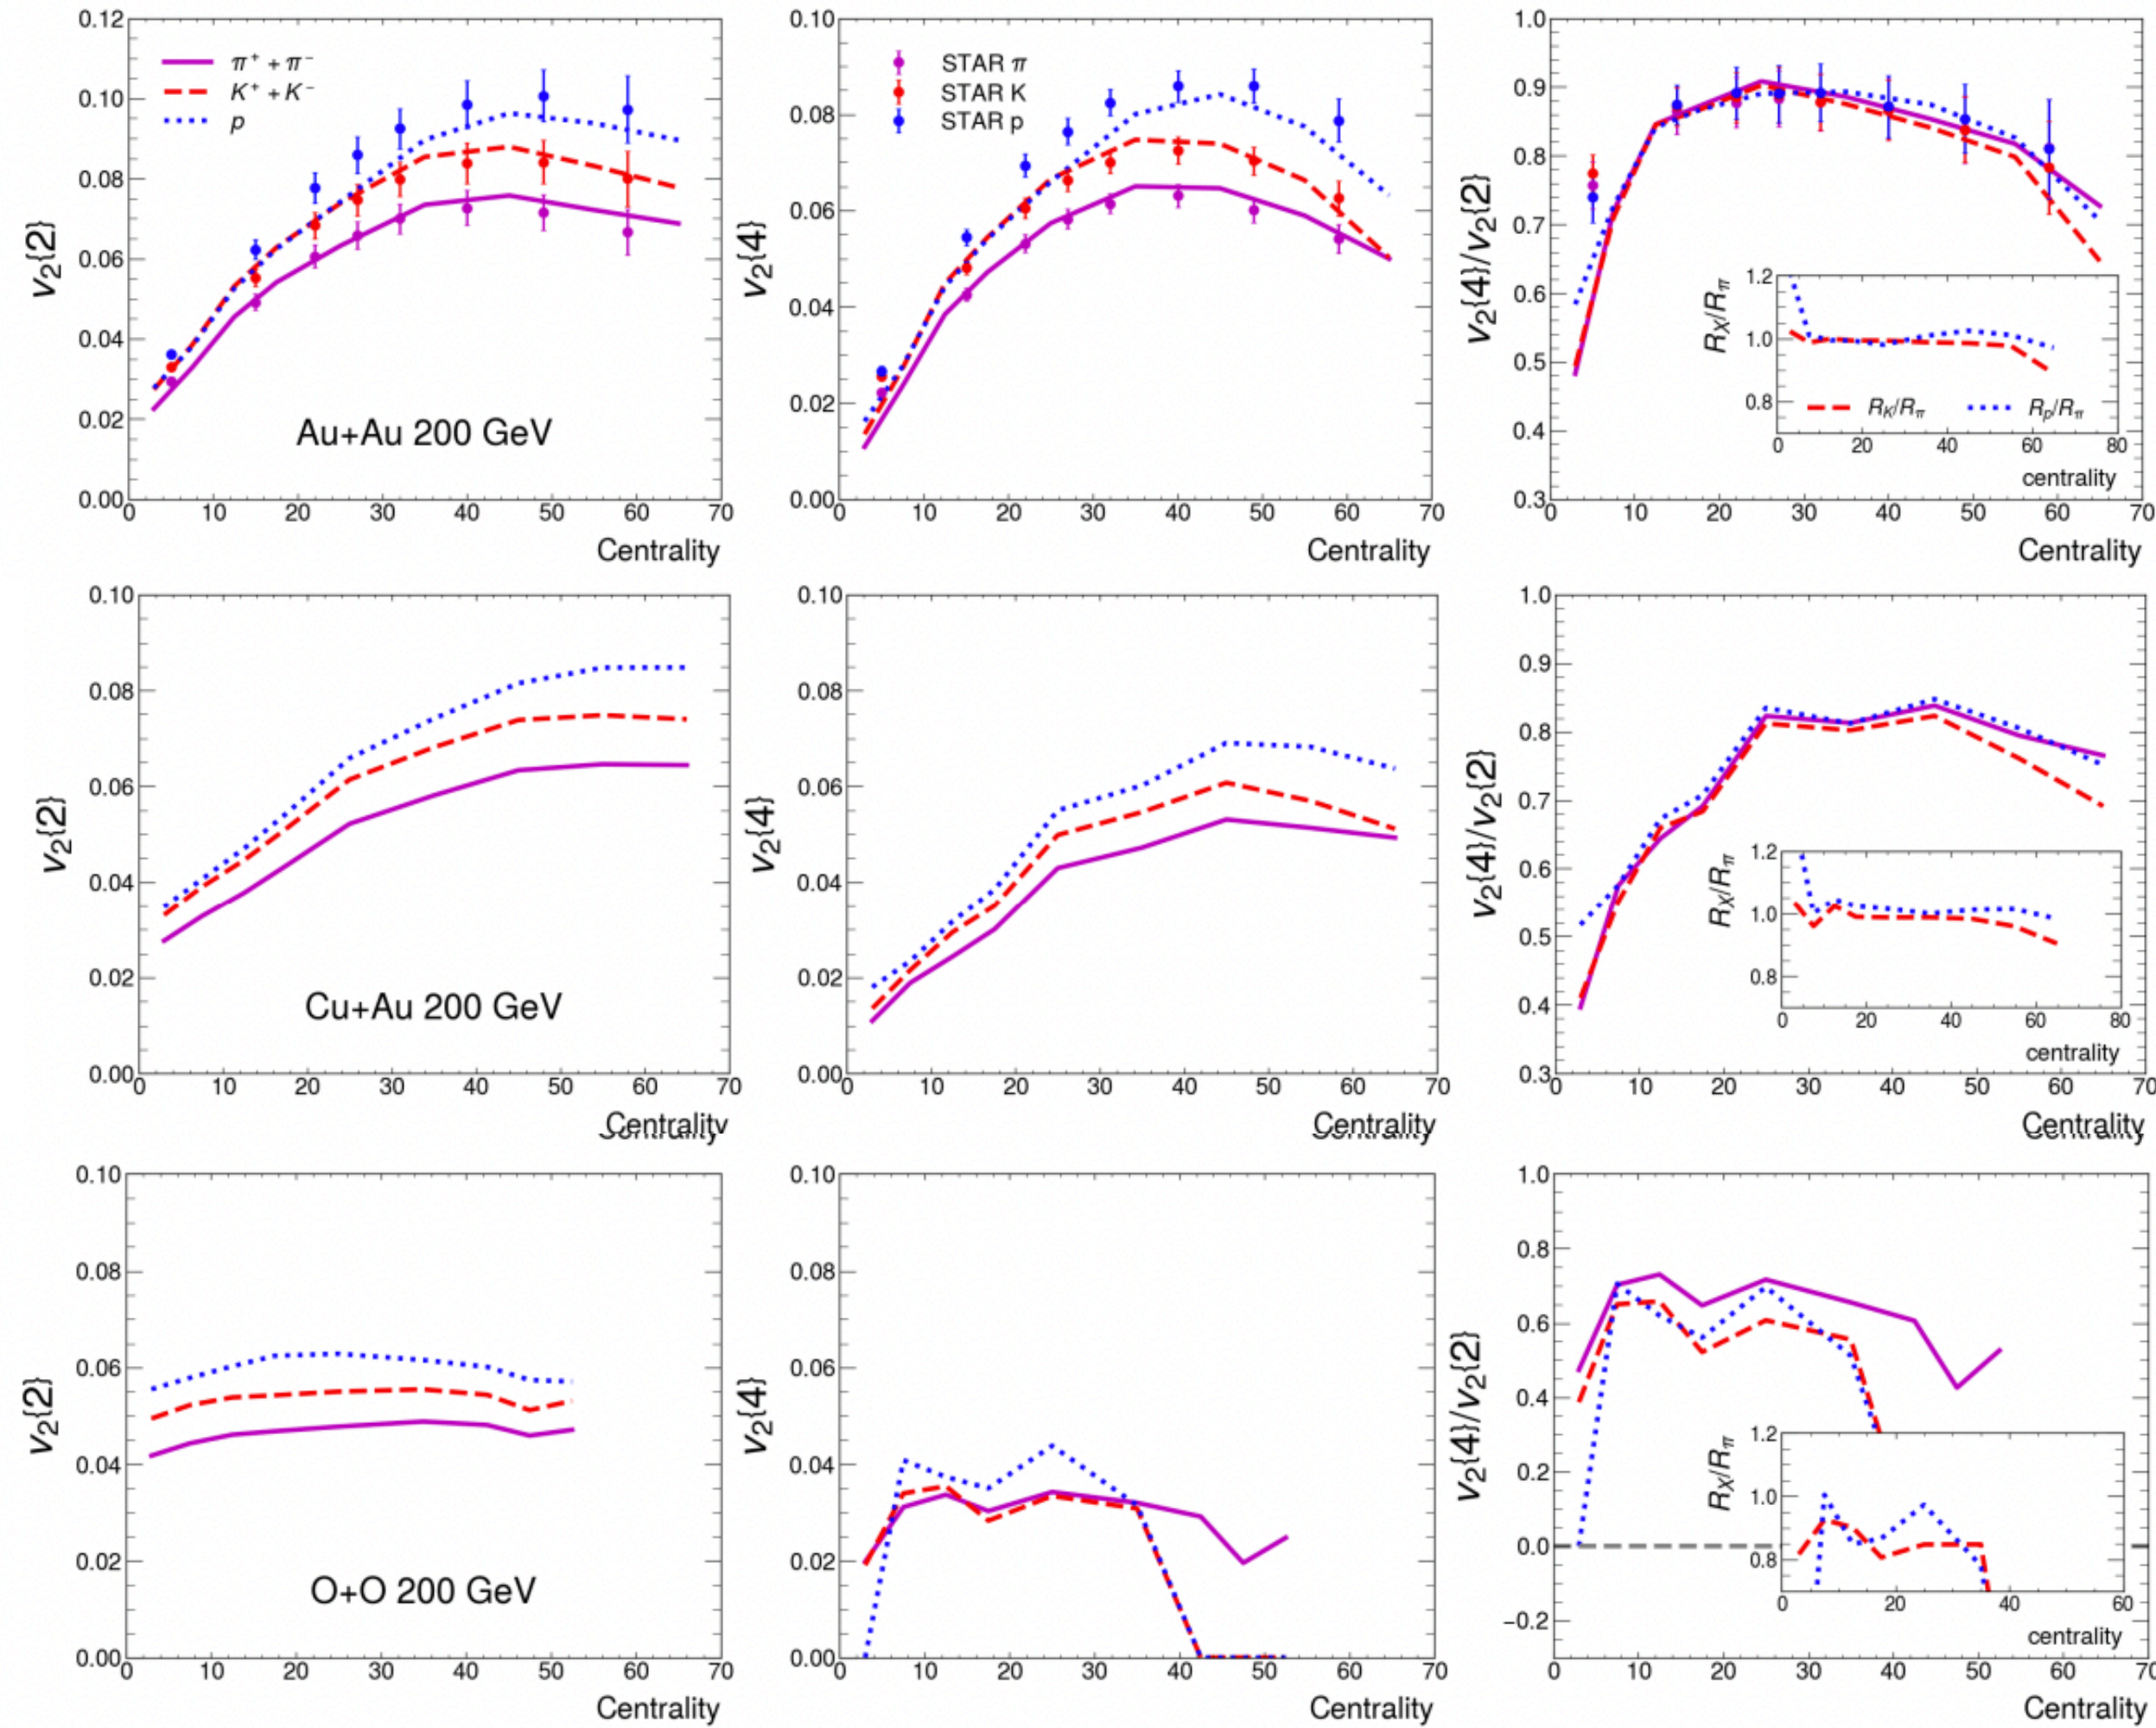 0.12
0.10
0.08
0.06
0.04
0.02
0.00
v₂{2}
π⁺ + π⁻
K⁺ + K⁻
p
Au+Au 200 GeV
0 10 20 30 40 50 60 70
Centrality
0.10
0.08
0.06
0.04
0.02
0.00
v₂{4}
STAR π
STAR K
STAR p
0 10 20 30 40 50 60 70
Centrality
1.0
0.9
0.8
0.7
0.6
0.5
0.4
0.3
v₂{4}/v₂{2}
1.2
1.0
0.8
R_X/R_π
R_K/R_π R_p/R_π
0 20 40 60 80
centrality
0 10 20 30 40 50 60 70
Centrality
0.10
0.08
0.06
0.04
0.02
0.00
v₂{2}
Cu+Au 200 GeV
0 10 20 30 40 50 60 70
Centrality
0.10
0.08
0.06
0.04
0.02
0.00
v₂{4}
0 10 20 30 40 50 60 70
Centrality
1.0
0.9
0.8
0.7
0.6
0.5
0.4
0.3
v₂{4}/v₂{2}
1.2
1.0
0.8
R_X/R_π
0 20 40 60 80
centrality
0 10 20 30 40 50 60 70
Centrality
0.10
0.08
0.06
0.04
0.02
0.00
v₂{2}
O+O 200 GeV
0 10 20 30 40 50 60 70
Centrality
0.10
0.08
0.06
0.04
0.02
0.00
v₂{4}
0 10 20 30 40 50 60 70
Centrality
1.0
0.8
0.6
0.4
0.2
0.0
−0.2
v₂{4}/v₂{2}
1.2
1.0
0.8
R_X/R_π
0 20 40 60
centrality
0 10 20 30 40 50 60 70
Centrality